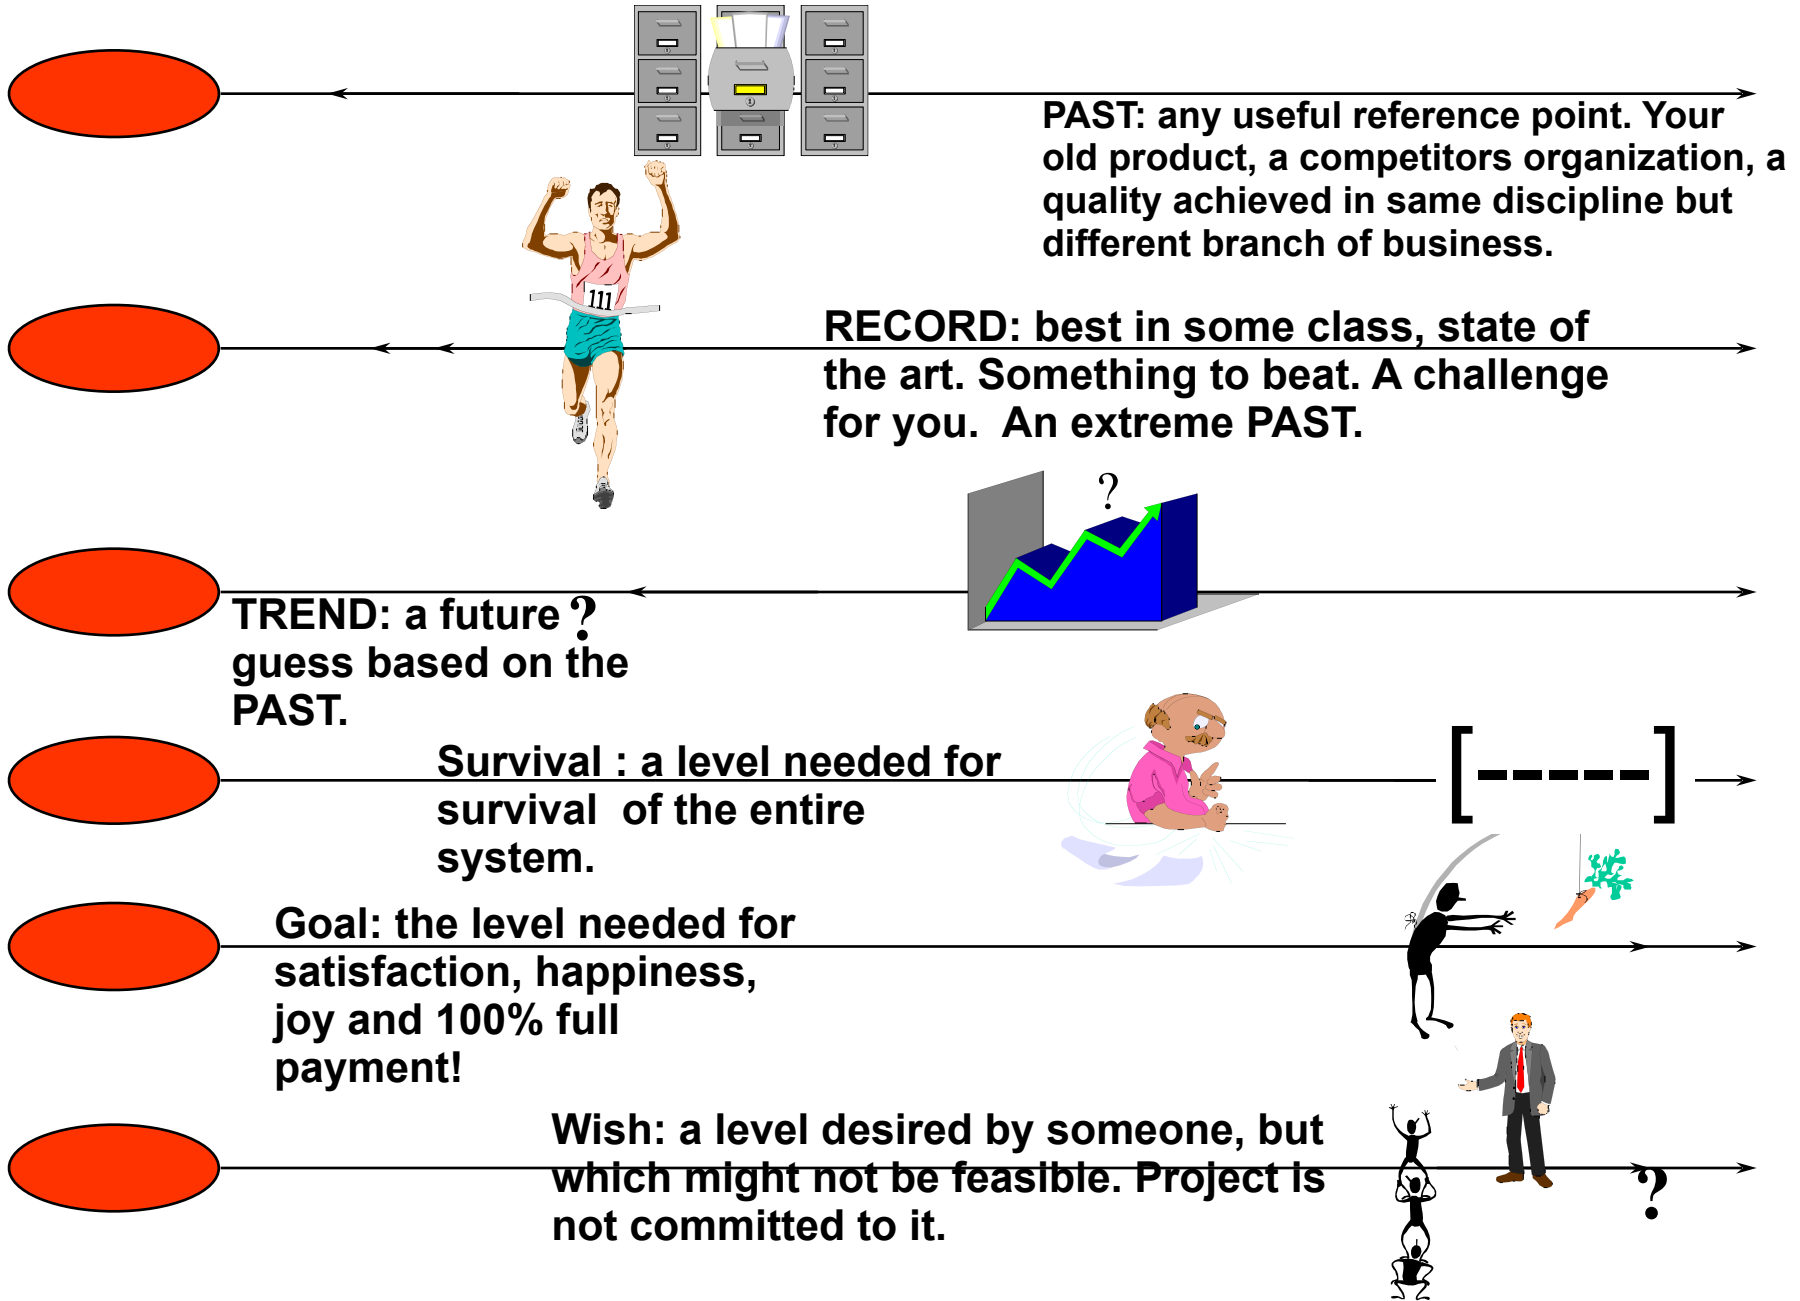 PAST: any useful reference point. Your
old product, a competitors organization, a
quality achieved in same discipline but
different branch of business.
111
RECORD: best in some class, state of
the art. Something to beat. A challenge
for you.  An extreme PAST.
?
TREND: a future ?
guess based on the
PAST.
Survival : a level needed for
survival  of the entire
system.
[-----]
Goal: the level needed for
satisfaction, happiness,
joy and 100% full
payment!
Wish: a level desired by someone, but
which might not be feasible. Project is
not committed to it.
?